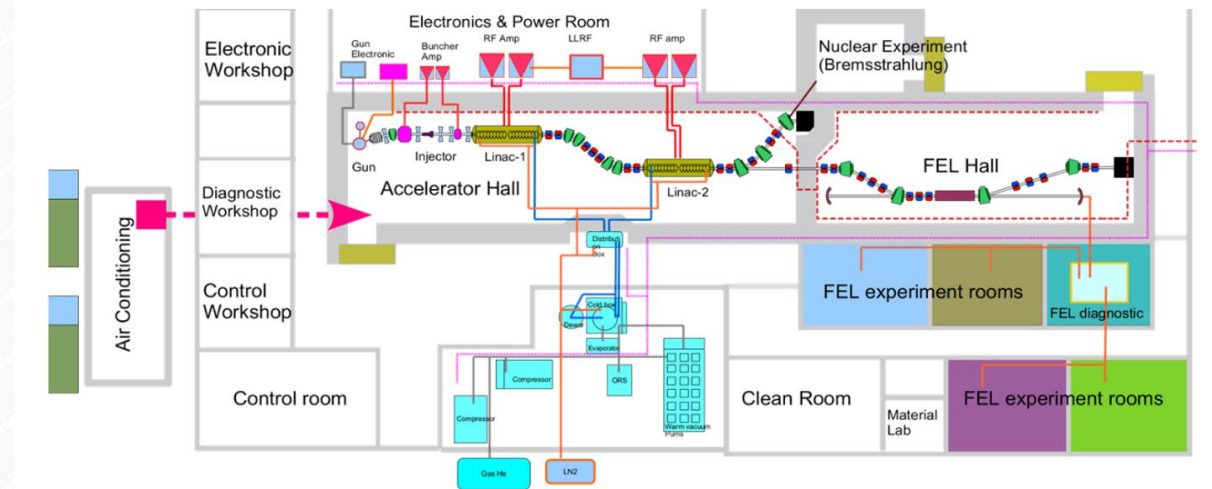 Electronics & Power Room
Electronic
Workshop
Gun
Electronic
Buncher
Amp
RF Amp
LLRF
RF amp
Nuclear Experiment
(Bremsstrahlung)
Gun
Injector
Linac-1
Accelerator Hall
Linac-2
FEL Hall
Diagnostic
Workshop
Air Conditioning
Control
Workshop
Control room
Distributi
on
Box
Cold box
Dewar
Evaporator
Compressor
ORS
Compressor
Warm vacuum
Pums
Gas He
LN2
FEL experiment rooms
FEL diagnostic
Clean Room
Material
Lab
FEL experiment rooms